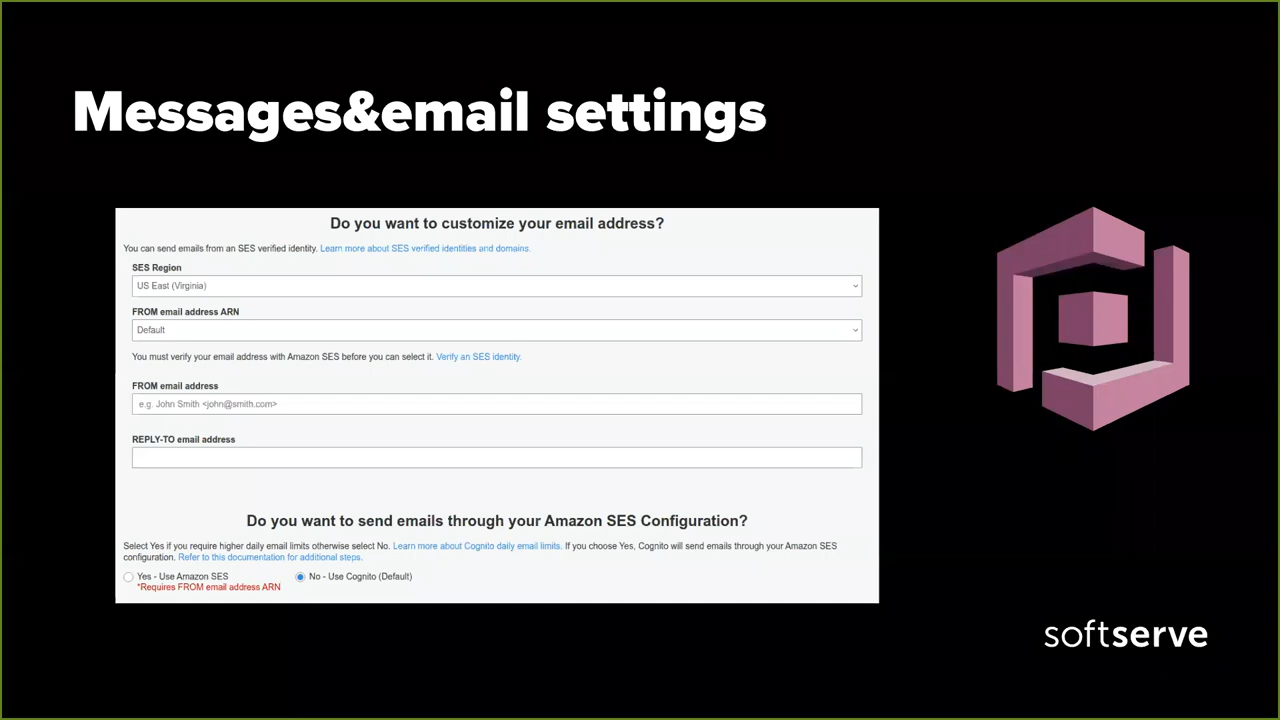 Messages&email settings
Do you want to customize your email address?
You can send emails from an SES verified identity. Learn more about SES verified identities and domains.
SES Region
US East (Virginia)
FROM email address ARN
Default
You must verify your email address with Amazon SES before you can select it. Verify an SES identity.
FROM email address
e.g. John Smith <john@smith.com>
REPLY-TO email address
Do you want to send emails through your Amazon SES Configuration?
Select Yes if you require higher daily email limits otherwise select No. Learn more about Cognito daily email limits. If you choose Yes, Cognito will send emails through your Amazon SES
configuration. Refer to this documentation for additional steps.
Yes - Use Amazon SES No - Use Cognito (Default)
*Requires FROM email address ARN
softserve